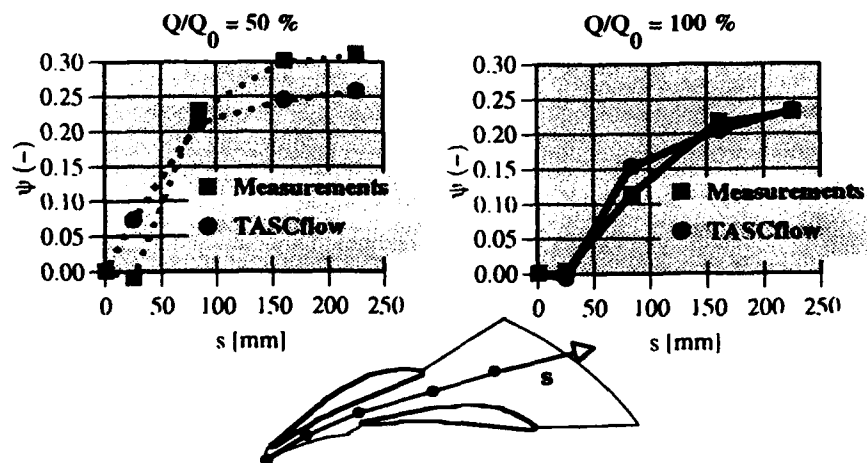 Q/Q0 = 50 %
0.30
0.25
0.20
0.15
0.10
0.05
0.00
ψ (–)
Measurements
TASCflow
0 50 100 150 200 250
s [mm]
Q/Q0 = 100 %
0.30
0.25
0.20
0.15
0.10
0.05
0.00
ψ (–)
Measurements
TASCflow
0 50 100 150 200 250
s [mm]
s